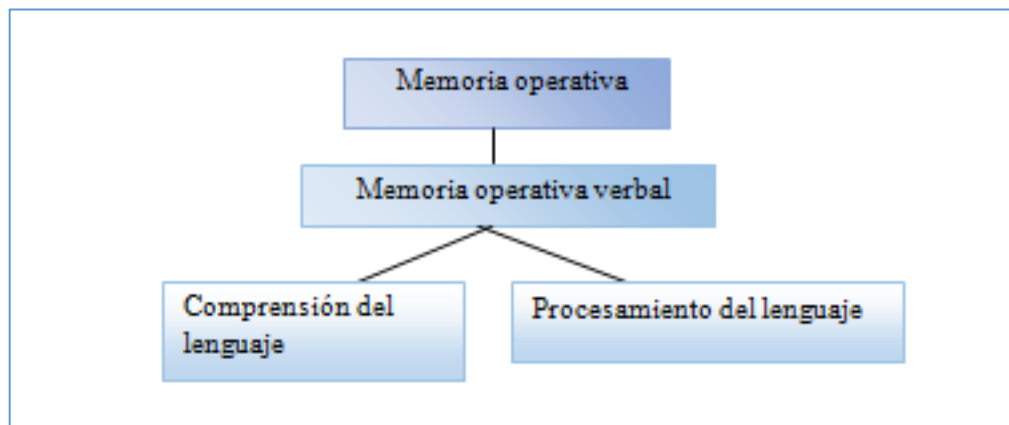 Memoria operativa
Memoria operativa verbal
Comprensión del
lenguaje
Procesamiento del lenguaje